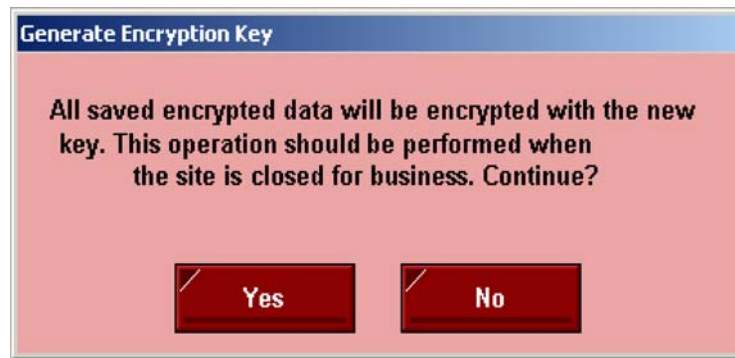 Generate Encryption Key
All saved encrypted data will be encrypted with the new
key. This operation should be performed when
the site is closed for business. Continue?
Yes
No